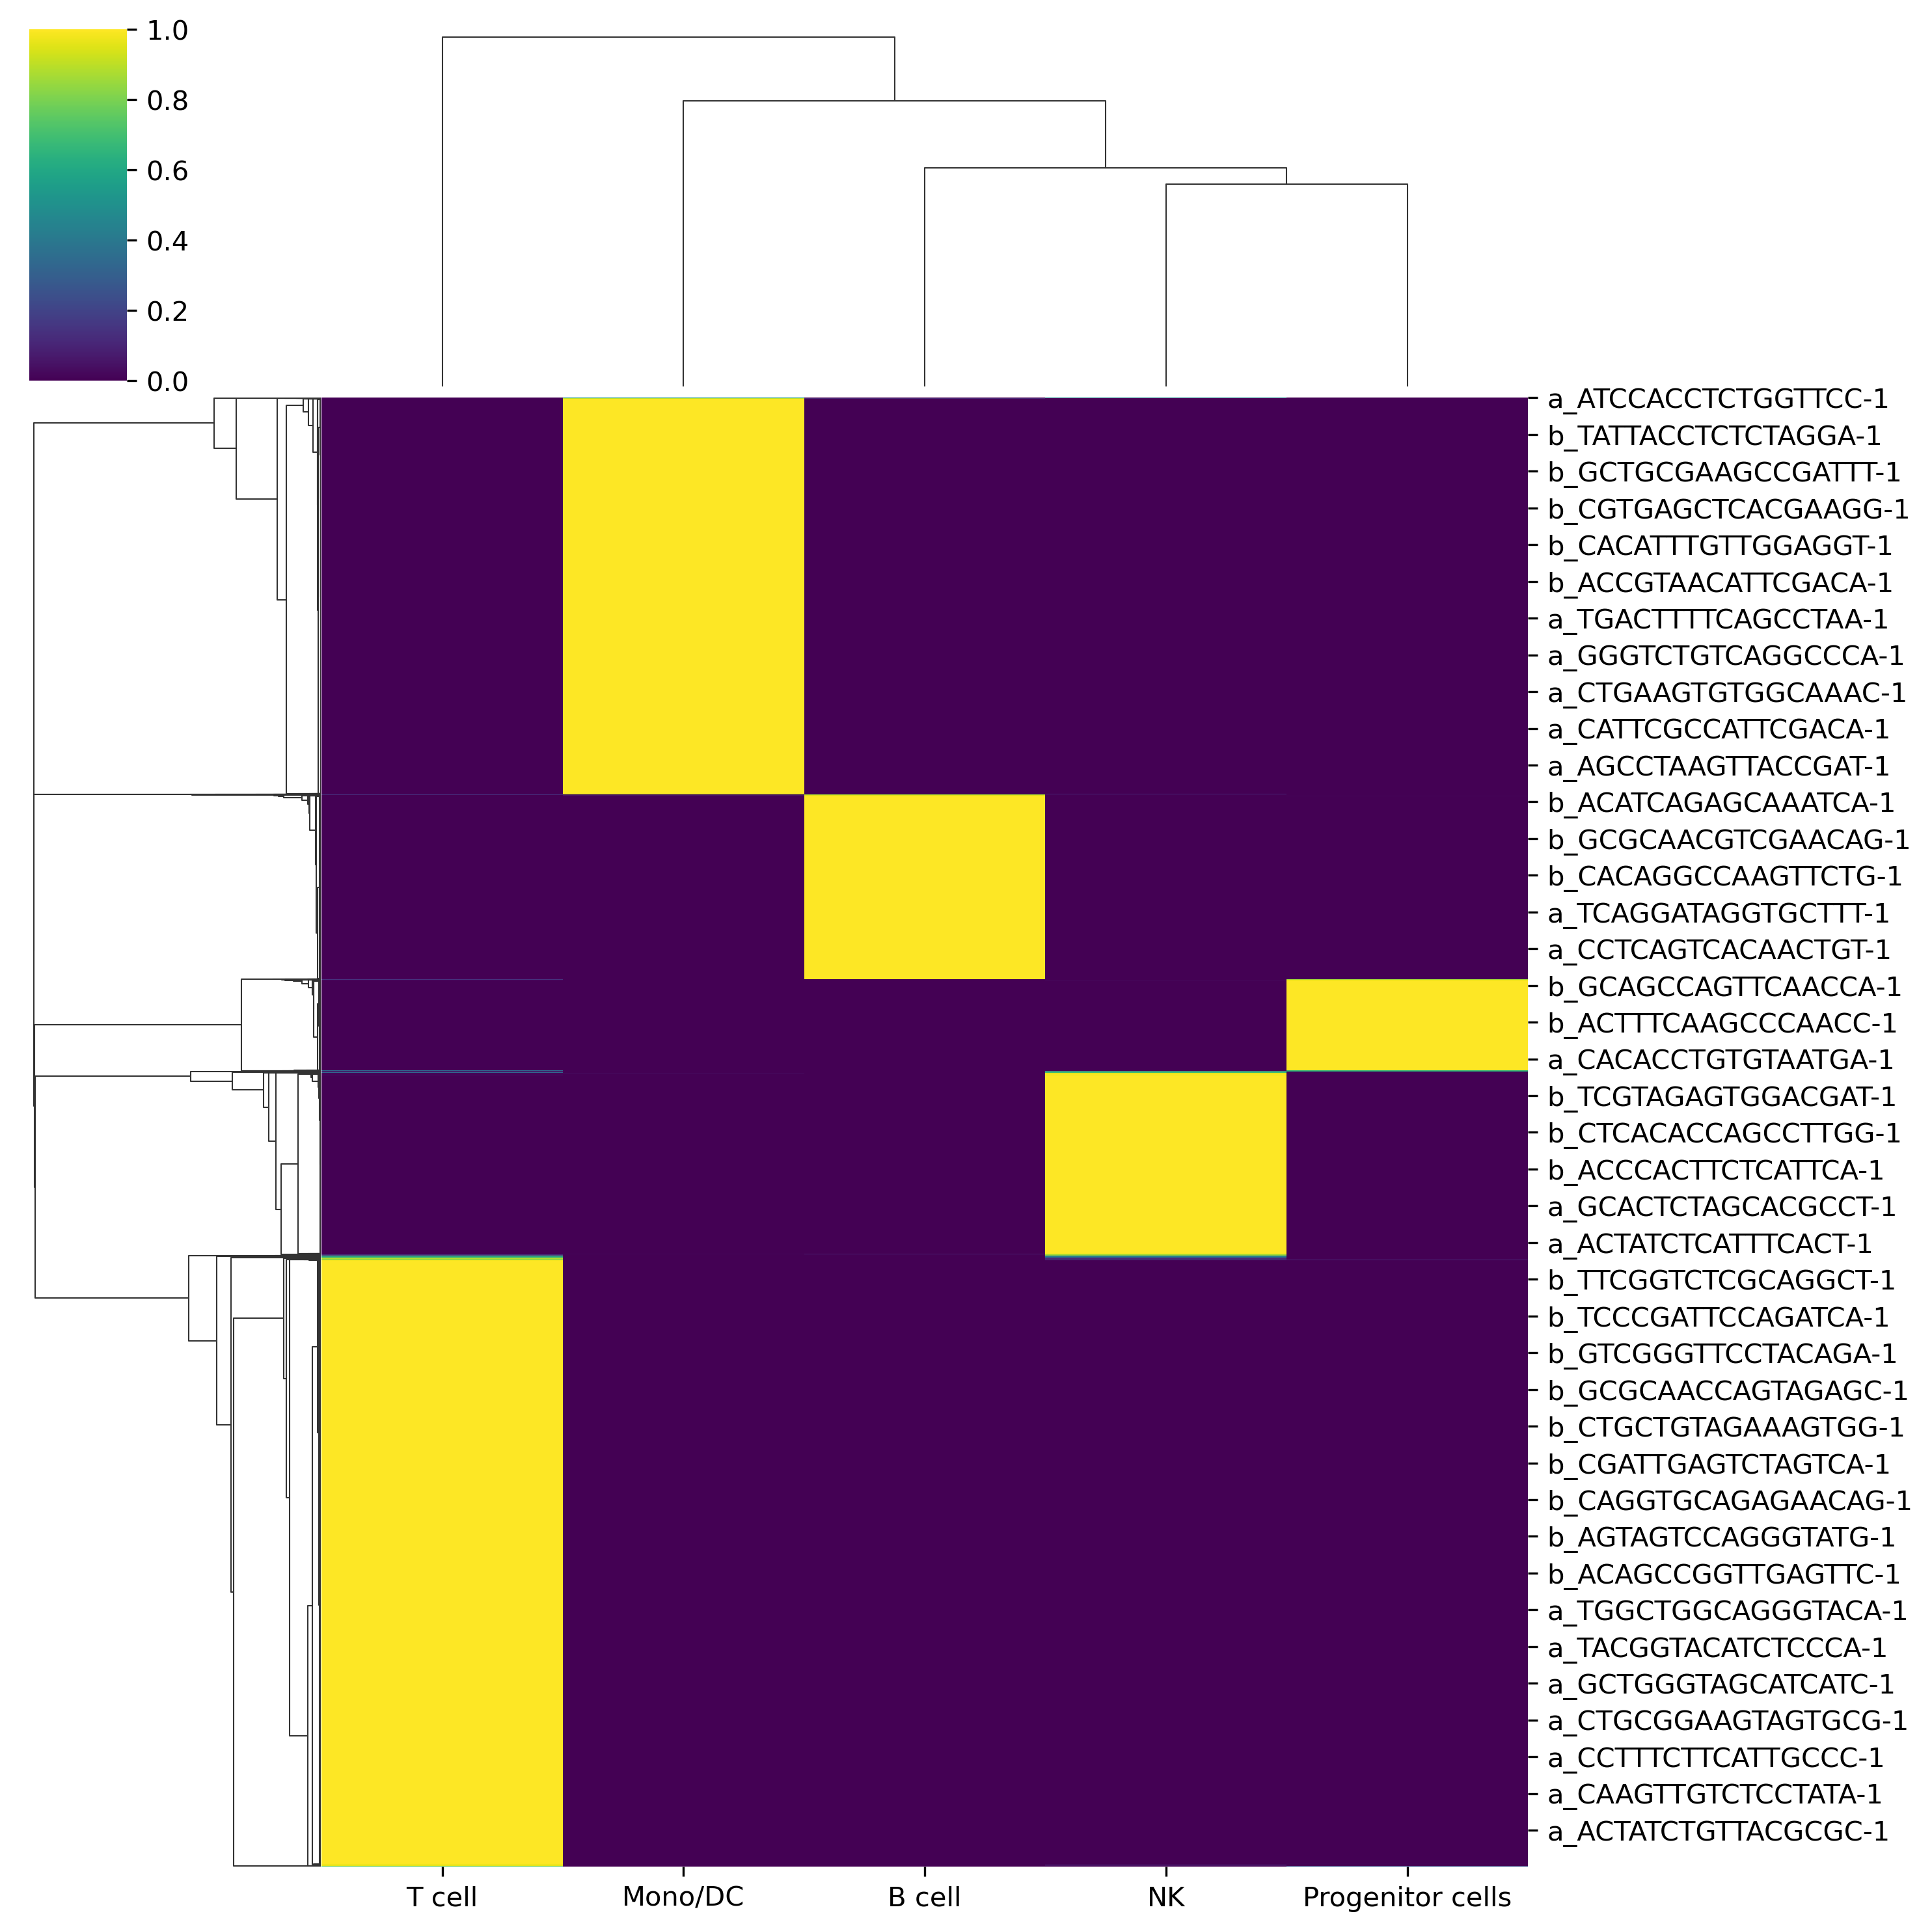 1.0
0.8
0.6
0.4
0.2
0.0
a_ATCCACCTCTGGTTCC-1
b_TATTACCTCTCTAGGA-1
b_GCTGCGAAGCCGATTT-1
b_CGTGAGCTCACGAAGG-1
b_CACATTTGTTGGAGGT-1
b_ACCGTAACATTCGACA-1
a_TGACTTTTCAGCCTAA-1
a_GGGTCTGTCAGGCCCA-1
a_CTGAAGTGTGGCAAAC-1
a_CATTCGCCATTCGACA-1
a_AGCCTAAGTTACCGAT-1
b_ACATCAGAGCAAATCA-1
b_GCGCAACGTCGAACAG-1
b_CACAGGCCAAGTTCTG-1
a_TCAGGATAGGTGCTTT-1
a_CCTCAGTCACAACTGT-1
b_GCAGCCAGTTCAACCA-1
b_ACTTTCAAGCCCAACC-1
a_CACACCTGTGTAATGA-1
b_TCGTAGAGTGGACGAT-1
b_CTCACACCAGCCTTGG-1
b_ACCCACTTCTCATTCA-1
a_GCACTCTAGCACGCCT-1
a_ACTATCTCATTTCACT-1
b_TTCGGTCTCGCAGGCT-1
b_TCCCGATTCCAGATCA-1
b_GTCGGGTTCCTACAGA-1
b_GCGCAACCAGTAGAGC-1
b_CTGCTGTAGAAAGTGG-1
b_CGATTGAGTCTAGTCA-1
b_CAGGTGCAGAGAACAG-1
b_AGTAGTCCAGGGTATG-1
b_ACAGCCGGTTGAGTTC-1
a_TGGCTGGCAGGGTACA-1
a_TACGGTACATCTCCCA-1
a_GCTGGGTAGCATCATC-1
a_CTGCGGAAGTAGTGCG-1
a_CCTTTCTTCATTGCCC-1
a_CAAGTTGTCTCCTATA-1
a_ACTATCTGTTACGCGC-1
T cell
Mono/DC
B cell
NK
Progenitor cells